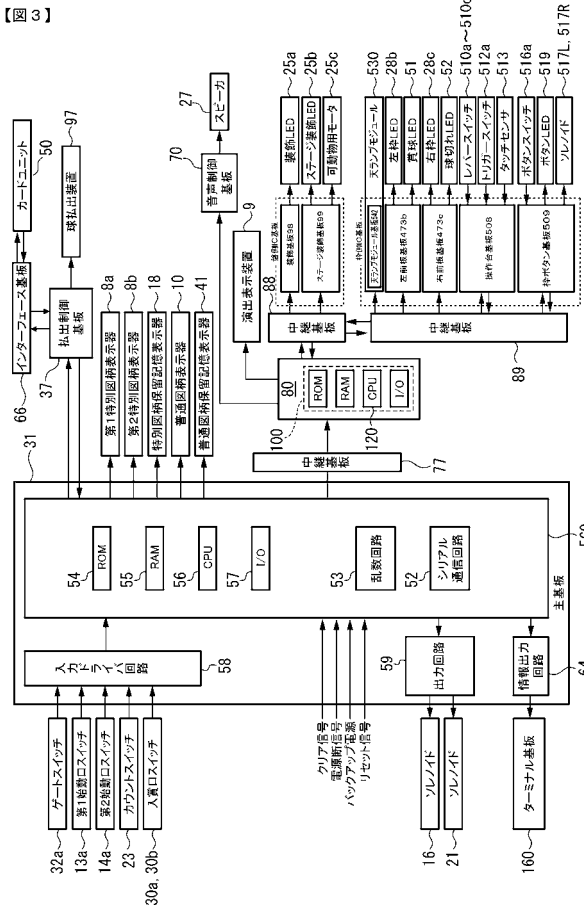 【図３】
カードユニット
50
球払出装置
97
インターフェース基板
66
払出制御
基板
37
第1特別図柄表示器
8a
第2特別図柄表示器
8b
特別図柄保留記憶表示器
18
普通図柄表示器
10
普通図柄保留記憶表示器
41
スピーカ
27
音声制御
基板
70
演出表示装置
9
装飾LED
25a
ステージ装飾LED
25b
可動物用モータ
25c
盤側IC基板
装飾基板98
ステージ装飾基板99
天ランプモジュール
530
左枠LED
28b
賞球LED
51
右枠LED
28c
球切れLED
52
レバースイッチ
510a～510d
トリガースイッチ
512a
タッチセンサ
513
ボタンスイッチ
516a
ボタンLED
519
ソレノイド
517L, 517R
枠側IC基板
左前板基板473b
右前板基板473c
操作台基板508
枠ボタン基板509
中継基板
88
中継基板
89
80
ROM
RAM
CPU
I/O
100
120
中継基板
77
31
54
ROM
55
RAM
56
CPU
57
I/O
53
乱数回路
52
シリアル
通信回路
560
主基板
入力ドライバ
回路
58
クリア信号
電源断信号
バックアップ電源
リセット信号
59
出力回路
情報出力
回路
64
ゲートスイッチ
32a
第1始動口スイッチ
13a
第2始動口スイッチ
14a
カウントスイッチ
23
入賞口スイッチ
30a, 30b
ソレノイド
16
ソレノイド
21
ターミナル基板
160